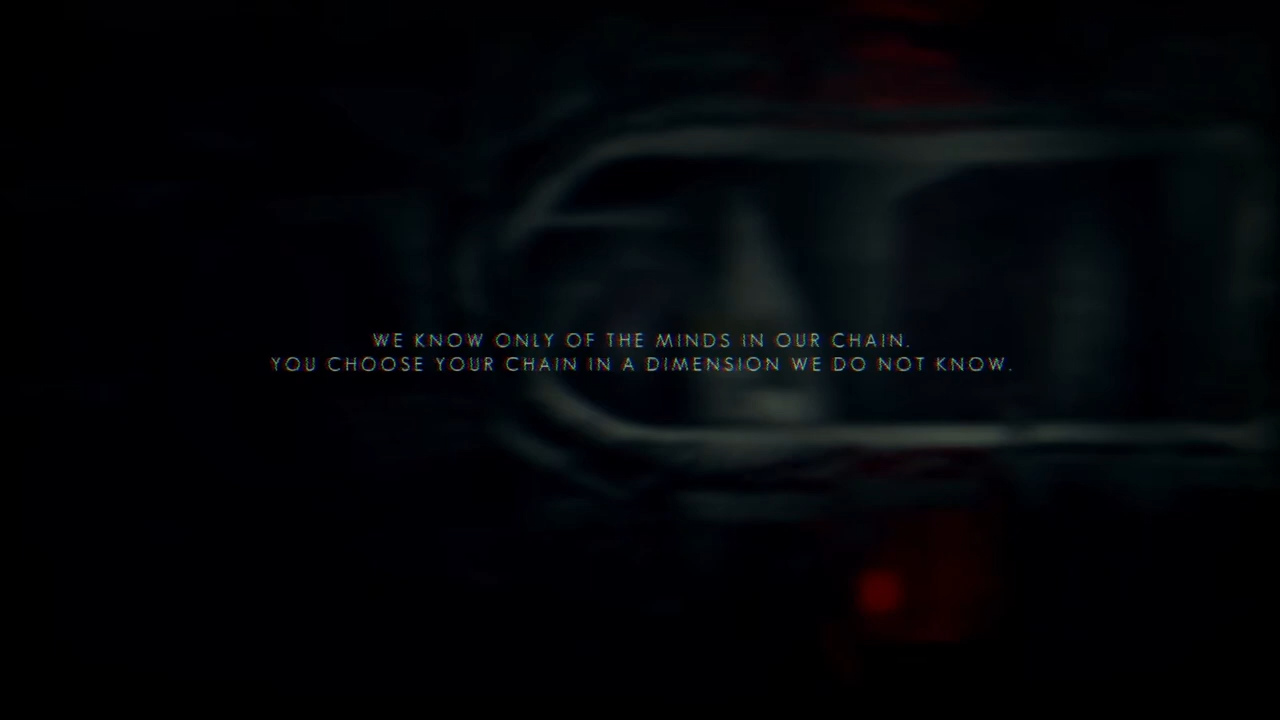 WE KNOW ONLY OF THE MINDS IN OUR CHAIN.
YOU CHOOSE YOUR CHAIN IN A DIMENSION WE DO NOT KNOW.